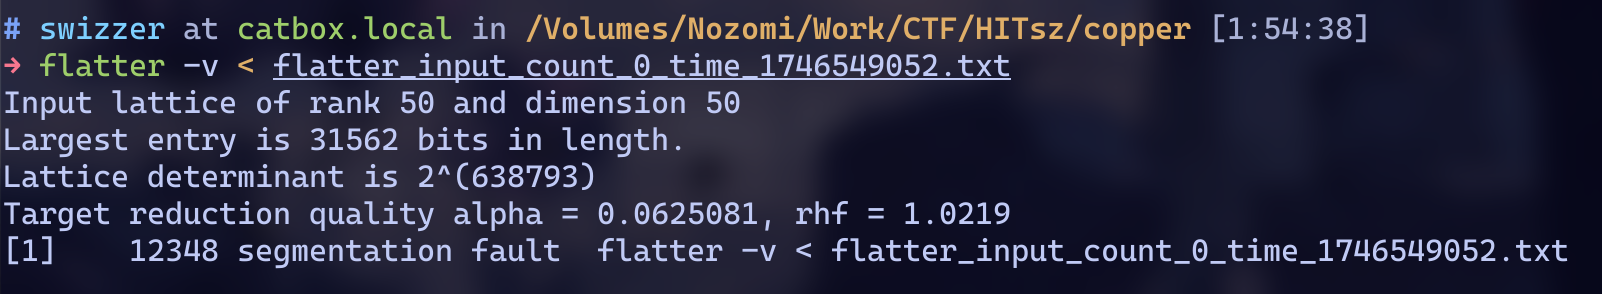 # swizzer at catbox.local in /Volumes/Nozomi/Work/CTF/HITsz/copper [1:54:38]
→ flatter -v < flatter_input_count_0_time_1746549052.txt
Input lattice of rank 50 and dimension 50
Largest entry is 31562 bits in length.
Lattice determinant is 2^(638793)
Target reduction quality alpha = 0.0625081, rhf = 1.0219
[1]    12348 segmentation fault  flatter -v < flatter_input_count_0_time_1746549052.txt